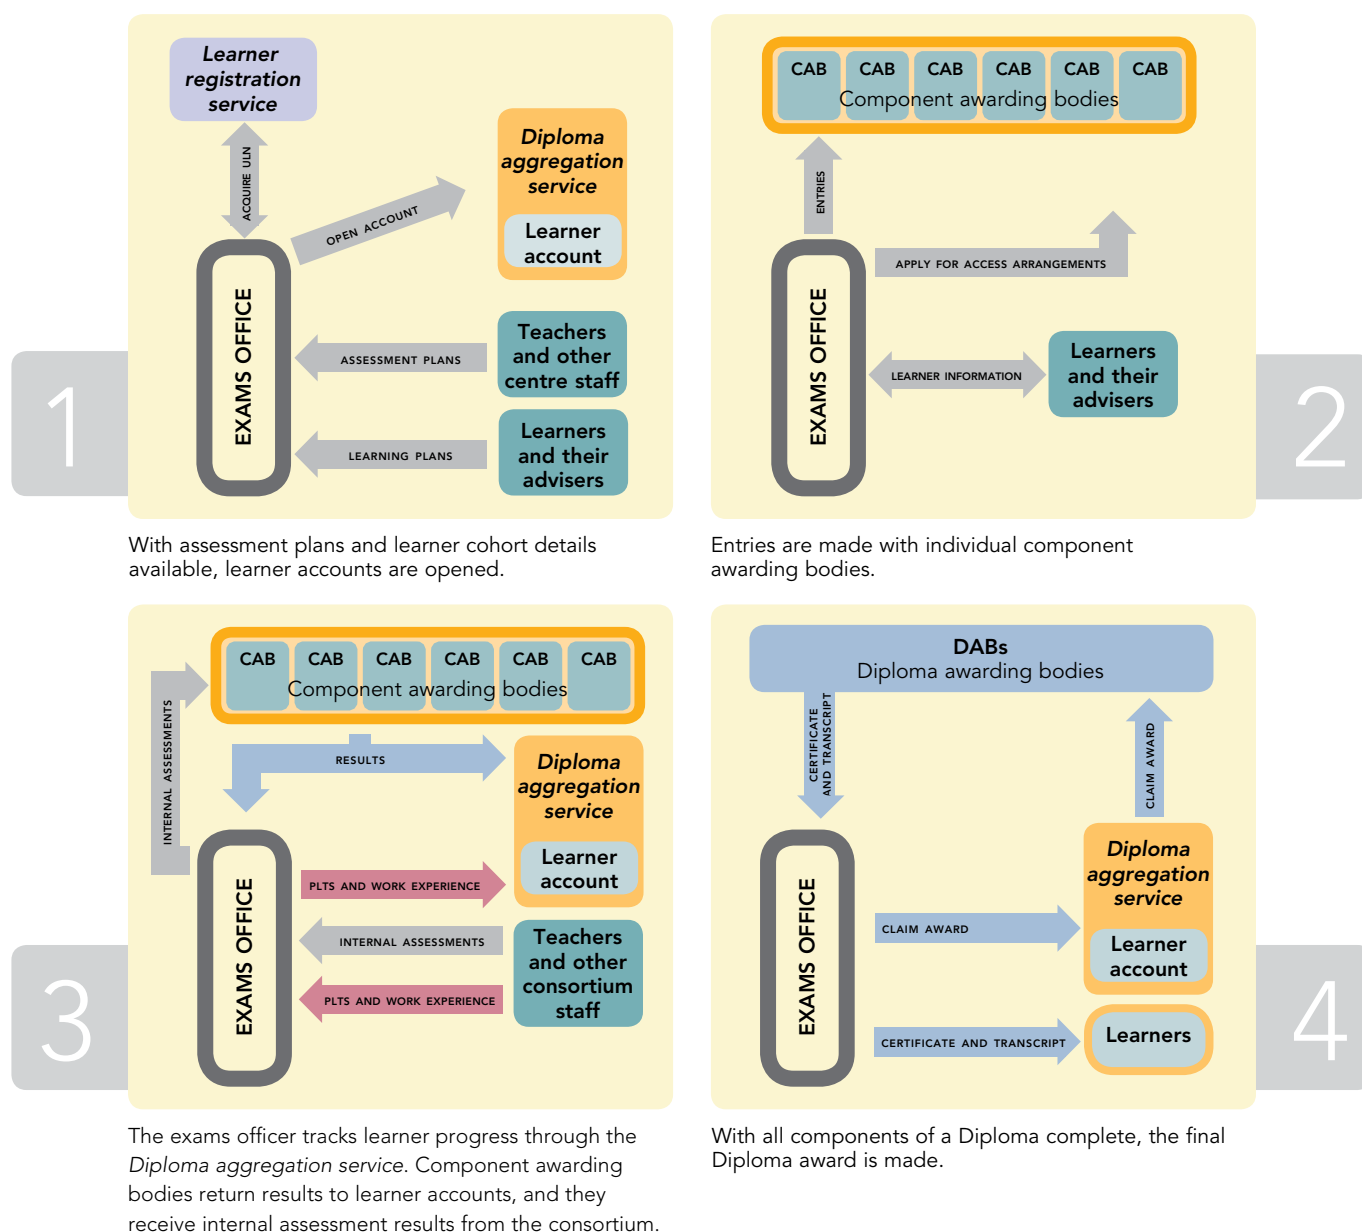 1
Learner
registration
service
ACQUIRE ULN
OPEN ACCOUNT
Diploma
aggregation
service
Learner
account
EXAMS OFFICE
ASSESSMENT PLANS
Teachers
and other
centre staff
LEARNING PLANS
Learners
and their
advisers
With assessment plans and learner cohort details
available, learner accounts are opened.
2
CAB CAB CAB CAB CAB CAB
Component awarding bodies
ENTRIES
APPLY FOR ACCESS ARRANGEMENTS
EXAMS OFFICE
LEARNER INFORMATION
Learners
and their
advisers
Entries are made with individual component
awarding bodies.
3
CAB CAB CAB CAB CAB CAB
Component awarding bodies
INTERNAL ASSESSMENTS
RESULTS
Diploma
aggregation
service
Learner
account
EXAMS OFFICE
PLTS AND WORK EXPERIENCE
INTERNAL ASSESSMENTS
PLTS AND WORK EXPERIENCE
Teachers
and other
consortium
staff
The exams officer tracks learner progress through the
Diploma aggregation service. Component awarding
bodies return results to learner accounts, and they
receive internal assessment results from the consortium.
4
DABs
Diploma awarding bodies
CERTIFICATE
AND TRANSCRIPT
CLAIM AWARD
EXAMS OFFICE
CLAIM AWARD
Diploma
aggregation
service
Learner
account
CERTIFICATE AND TRANSCRIPT
Learners
With all components of a Diploma complete, the final
Diploma award is made.